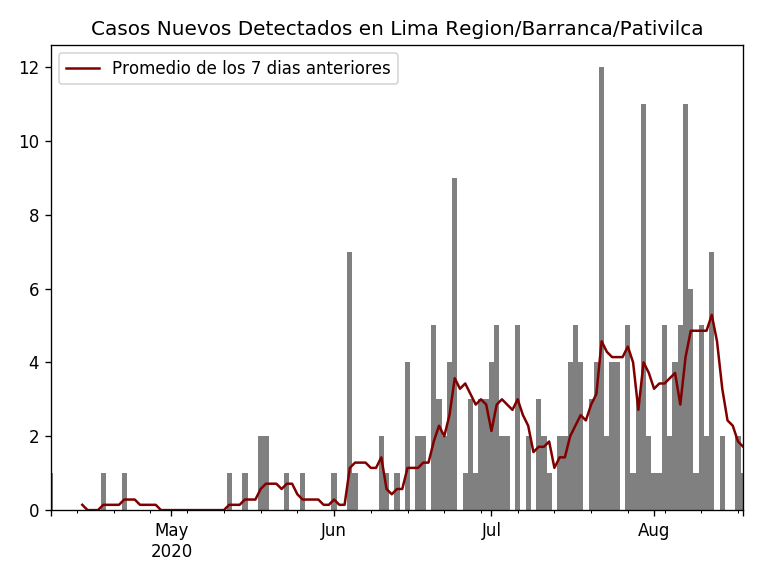 Casos Nuevos Detectados en Lima Region/Barranca/Pativilca
Promedio de los 7 dias anteriores
12
10
8
6
4
2
0
May
2020
Jun
Jul
Aug